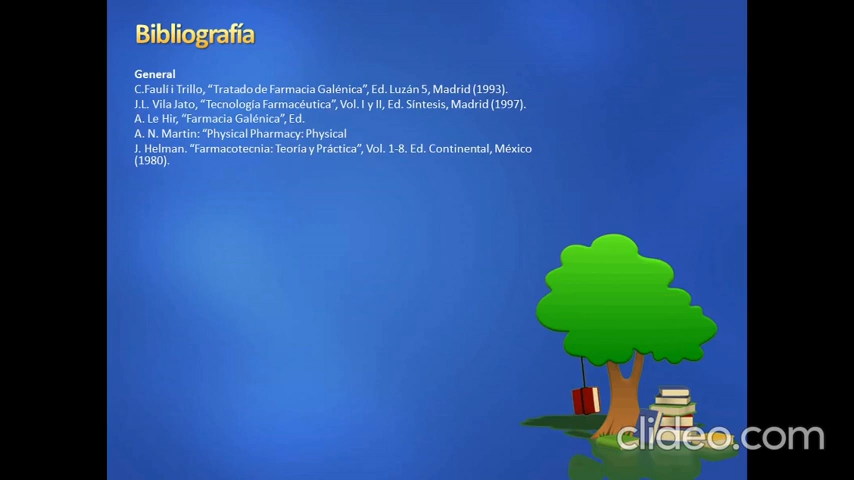 Bibliografía
General
C.Faulí i Trillo, “Tratado de Farmacia Galénica”, Ed. Luzán 5, Madrid (1993).
J.L. Vila Jato, “Tecnología Farmacéutica”, Vol. I y II, Ed. Síntesis, Madrid (1997).
A. Le Hir, “Farmacia Galénica”, Ed.
A. N. Martin: “Physical Pharmacy: Physical
J. Helman. “Farmacotecnia: Teoría y Práctica”, Vol. 1-8. Ed. Continental, México
(1980).
clideo.com